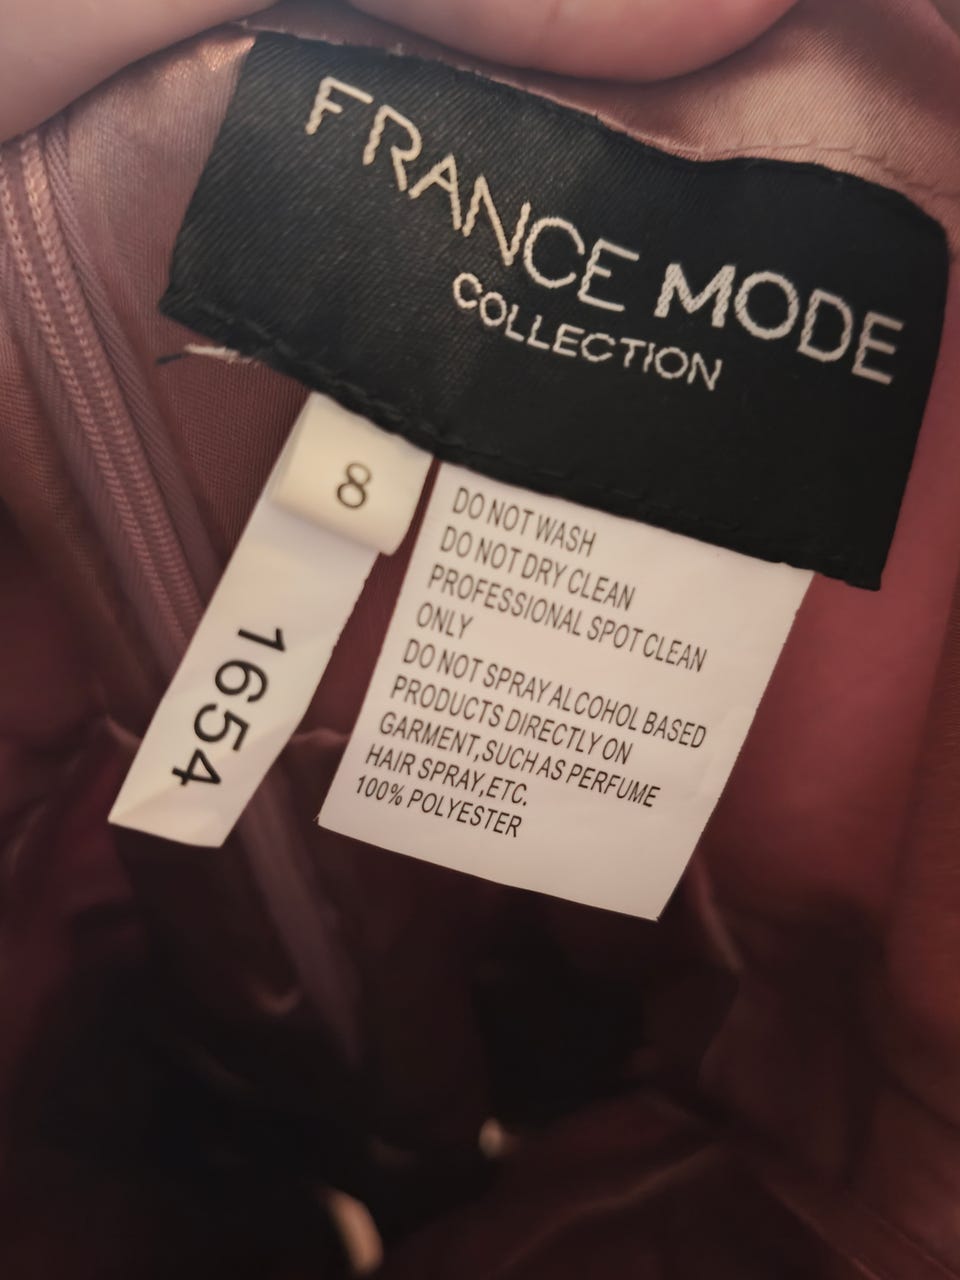 FRANCE MODE
COLLECTION
8
1654
DO NOT WASH
DO NOT DRY CLEAN
PROFESSIONAL SPOT CLEAN
ONLY
DO NOT SPRAY ALCOHOL BASED
PRODUCTS DIRECTLY ON
GARMENT,SUCH AS PERFUME
HAIR SPRAY,ETC.
100% POLYESTER